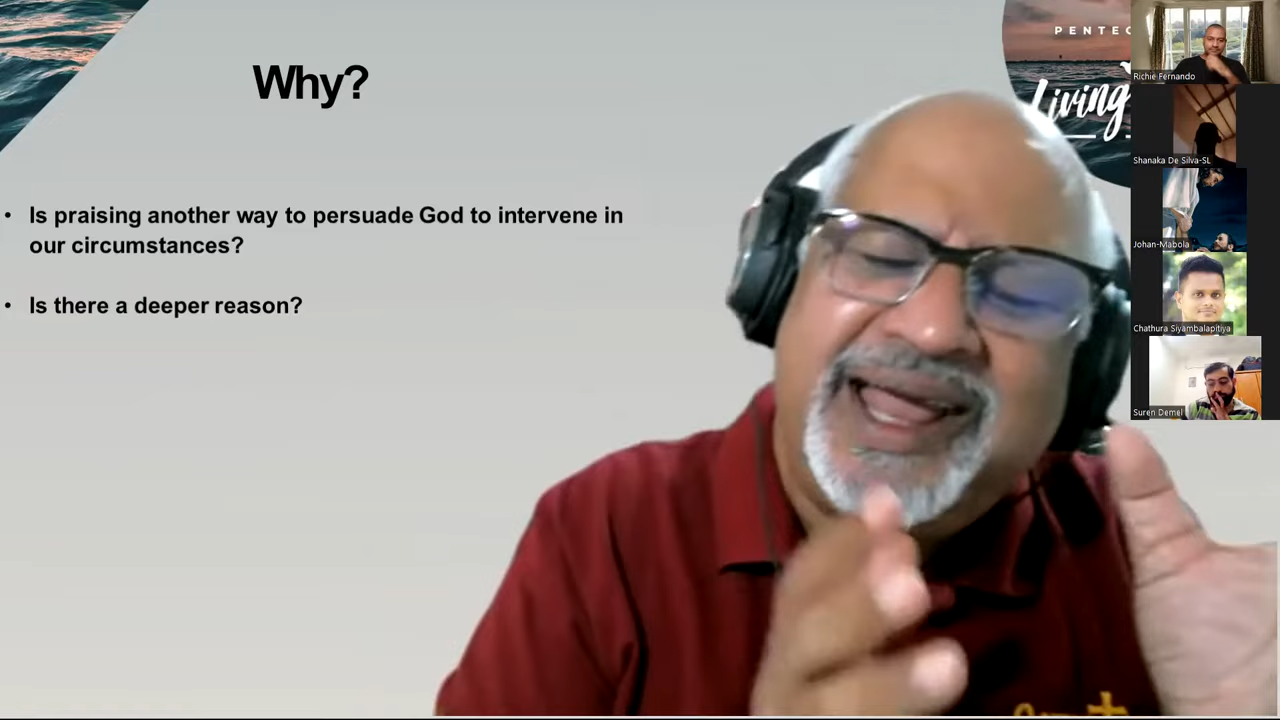 Why?
• Is praising another way to persuade God to intervene in
our circumstances?
• Is there a deeper reason?
Living
Richie Fernando
Shanaka De Silva-SL
Johan-Mabola
Chathura Siyambalapitiya
Suren Demel